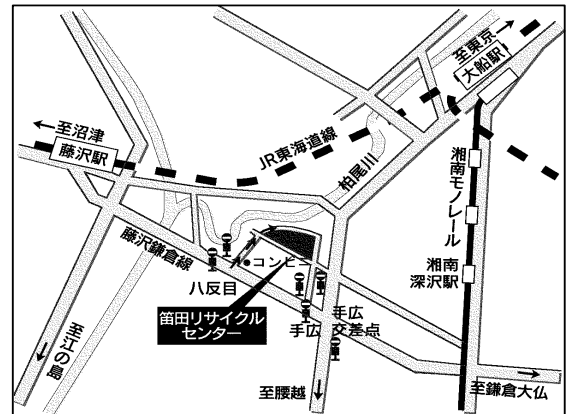 至東京
大船駅
至沼津
藤沢駅
JR東海道線
柏尾川
湘南モノレール
藤沢鎌倉線
コンビニ
八反目
湘南
深沢駅
笛田リサイクル
センター
手広
手広
交差点
至江の島
至腰越
至鎌倉大仏